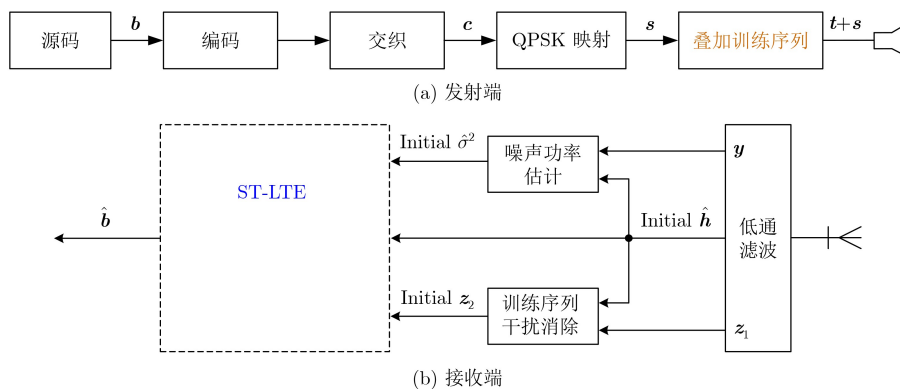 源码
b
编码
交织
c
QPSK 映射
s
叠加训练序列
t+s
(a) 发射端
ST-LTE
b̂
Initial σ̂²
噪声功率
估计
y
Initial ĥ
低通
滤波
Initial z₂
训练序列
干扰消除
z₁
(b) 接收端